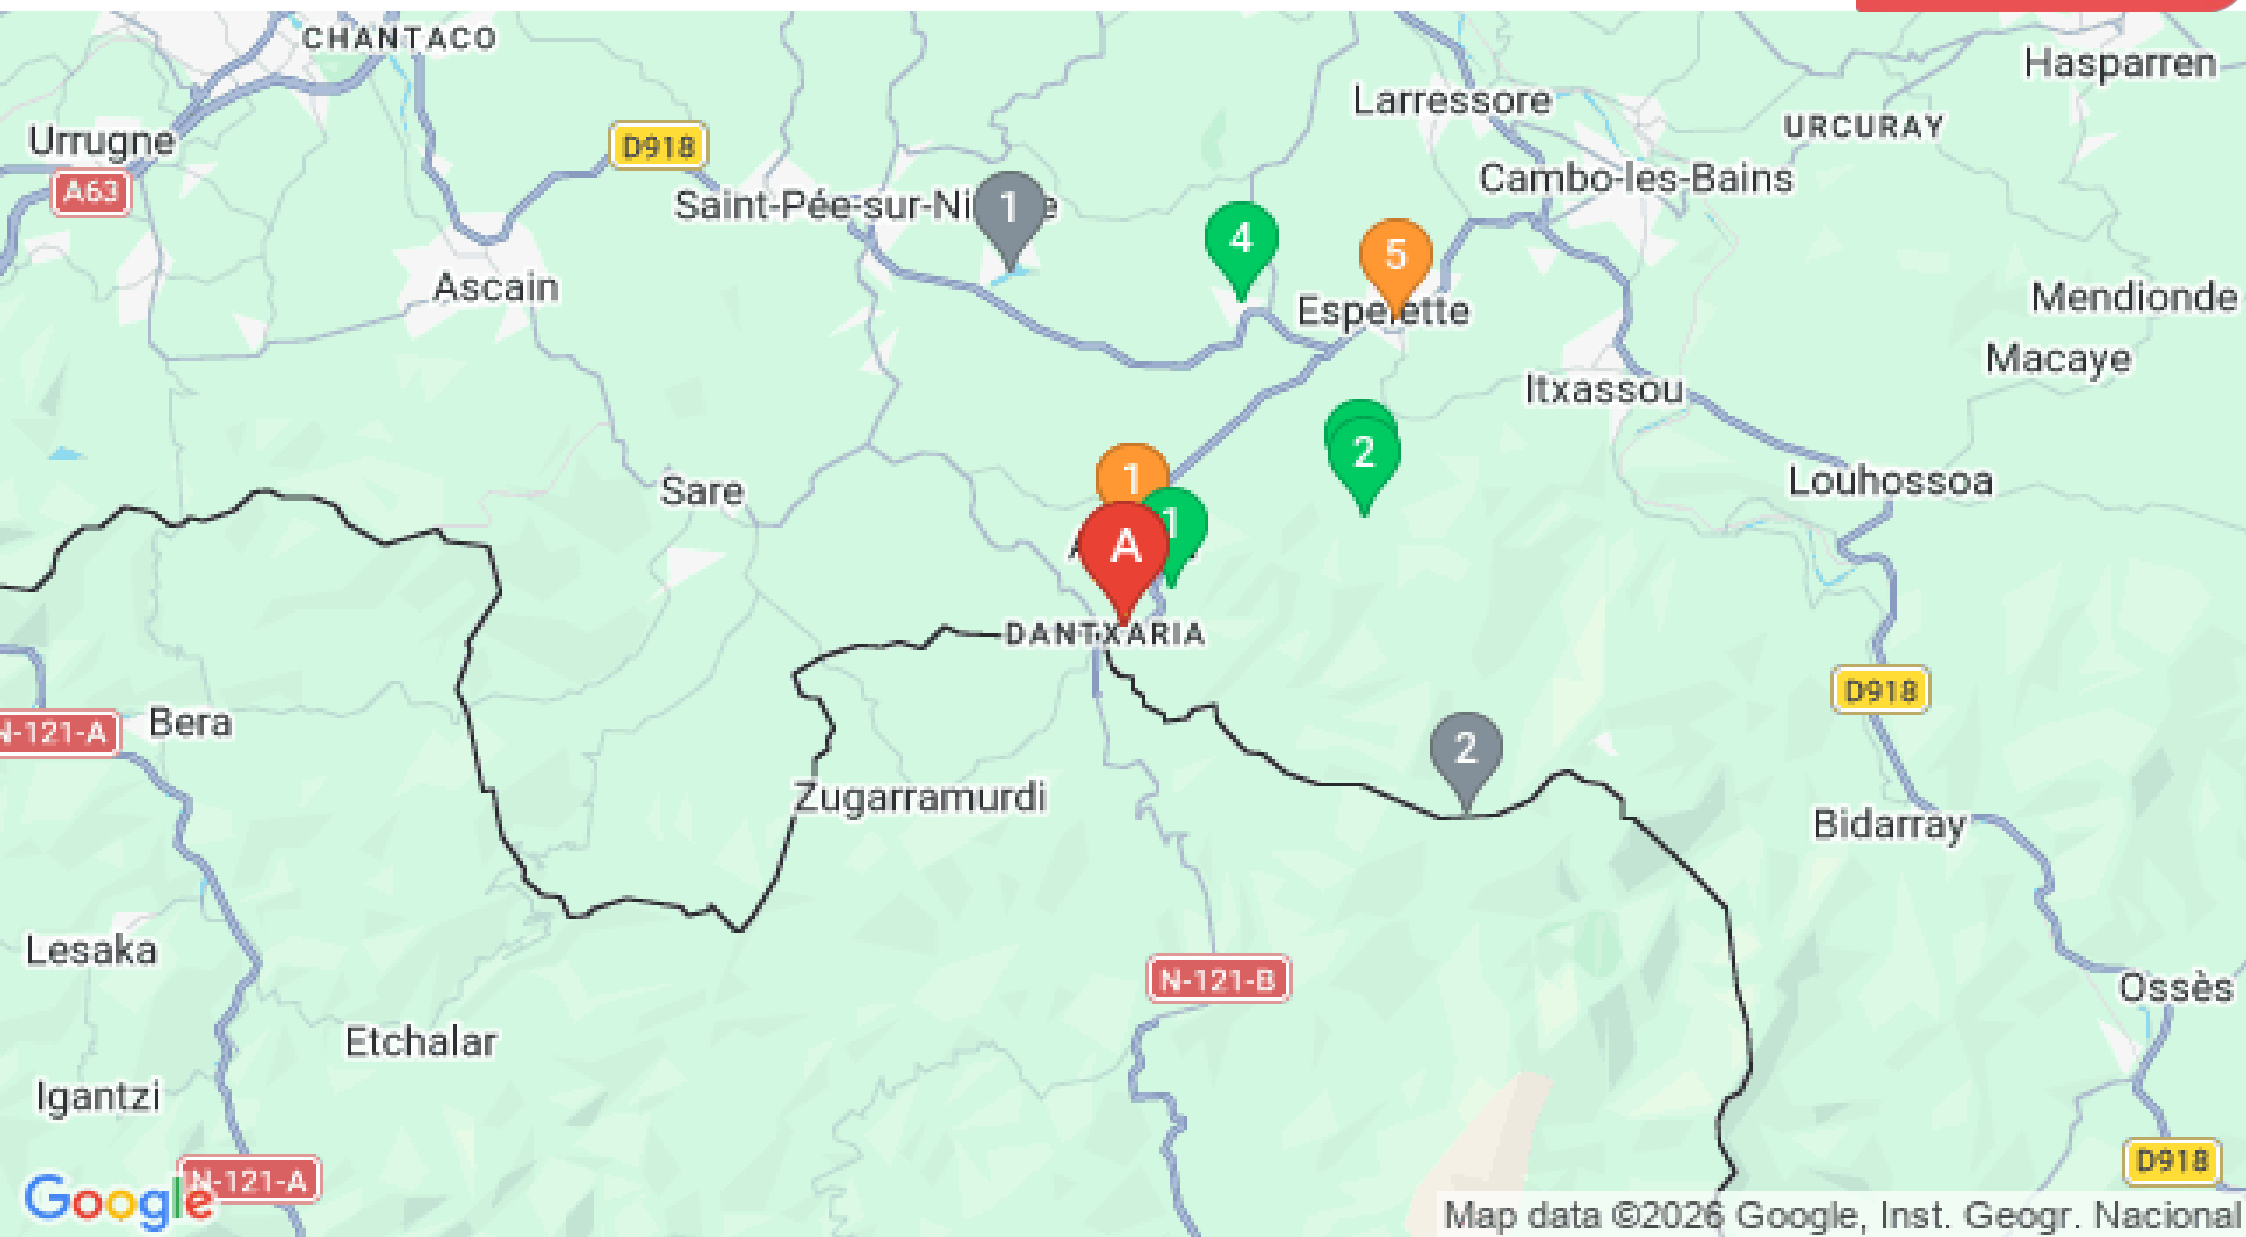 CHANTACO
Hasparren
Larressore
URCURAY
Urrugne
D918
A63
Cambo-les-Bains
Saint-Pée-sur-Ni
e
1
4
5
Ascain
Espelette
Mendionde
Macaye
Itxassou
2
1
Sare
Louhossoa
1
A
DANTXARIA
D918
Bera
N-121-A
2
Zugarramurdi
Bidarray
Lesaka
N-121-B
Ossès
Etchalar
Igantzi
D918
N-121-A
Google
Map data ©2026 Google, Inst. Geogr. Nacional